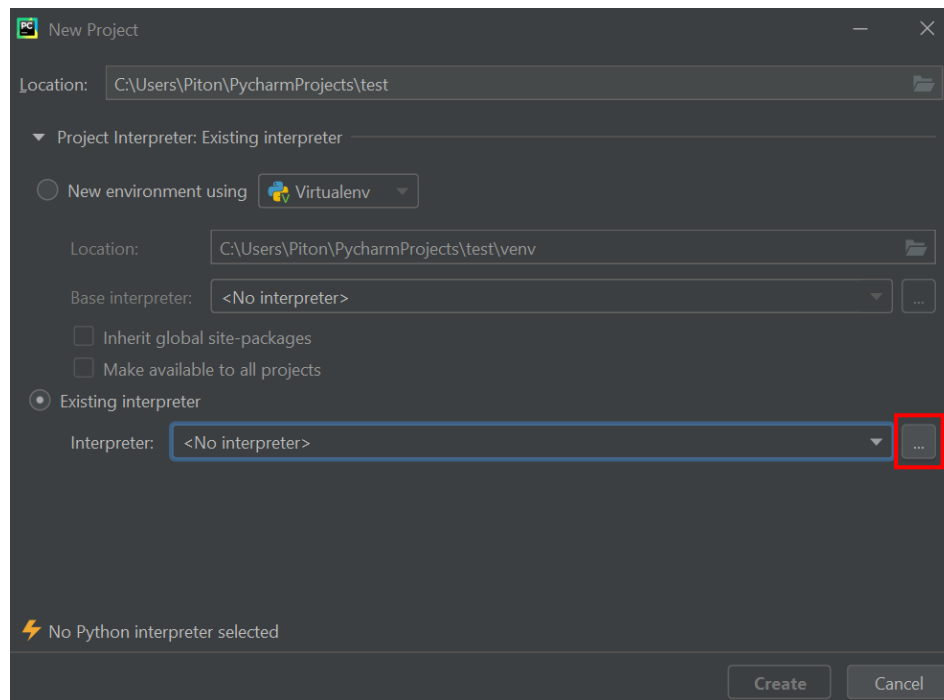 PC
New Project
Location: C:\Users\Piton\PycharmProjects\test
Project Interpreter: Existing interpreter
New environment using Virtualenv
Location: C:\Users\Piton\PycharmProjects\test\venv
Base interpreter: <No interpreter> ...
Inherit global site-packages
Make available to all projects
Existing interpreter
Interpreter: <No interpreter> ...
No Python interpreter selected
Create Cancel